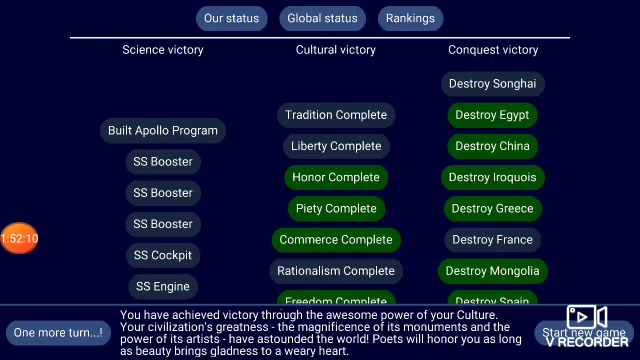 Our status
Global status
Rankings
Science victory
Cultural victory
Conquest victory
Destroy Songhai
Tradition Complete
Destroy Egypt
Built Apollo Program
Liberty Complete
Destroy China
SS Booster
Honor Complete
Destroy Iroquois
SS Booster
Piety Complete
Destroy Greece
SS Booster
1:52:10
Commerce Complete
Destroy France
SS Cockpit
Rationalism Complete
Destroy Mongolia
SS Engine
Freedom Complete
Destroy Spain
One more turn...!
You have achieved victory through the awesome power of your Culture.
Your civilization's greatness - the magnificence of its monuments and the
power of its artists - have astounded the world! Poets will honor you as long
as beauty brings gladness to a weary heart.
Start new game
V RECORDER